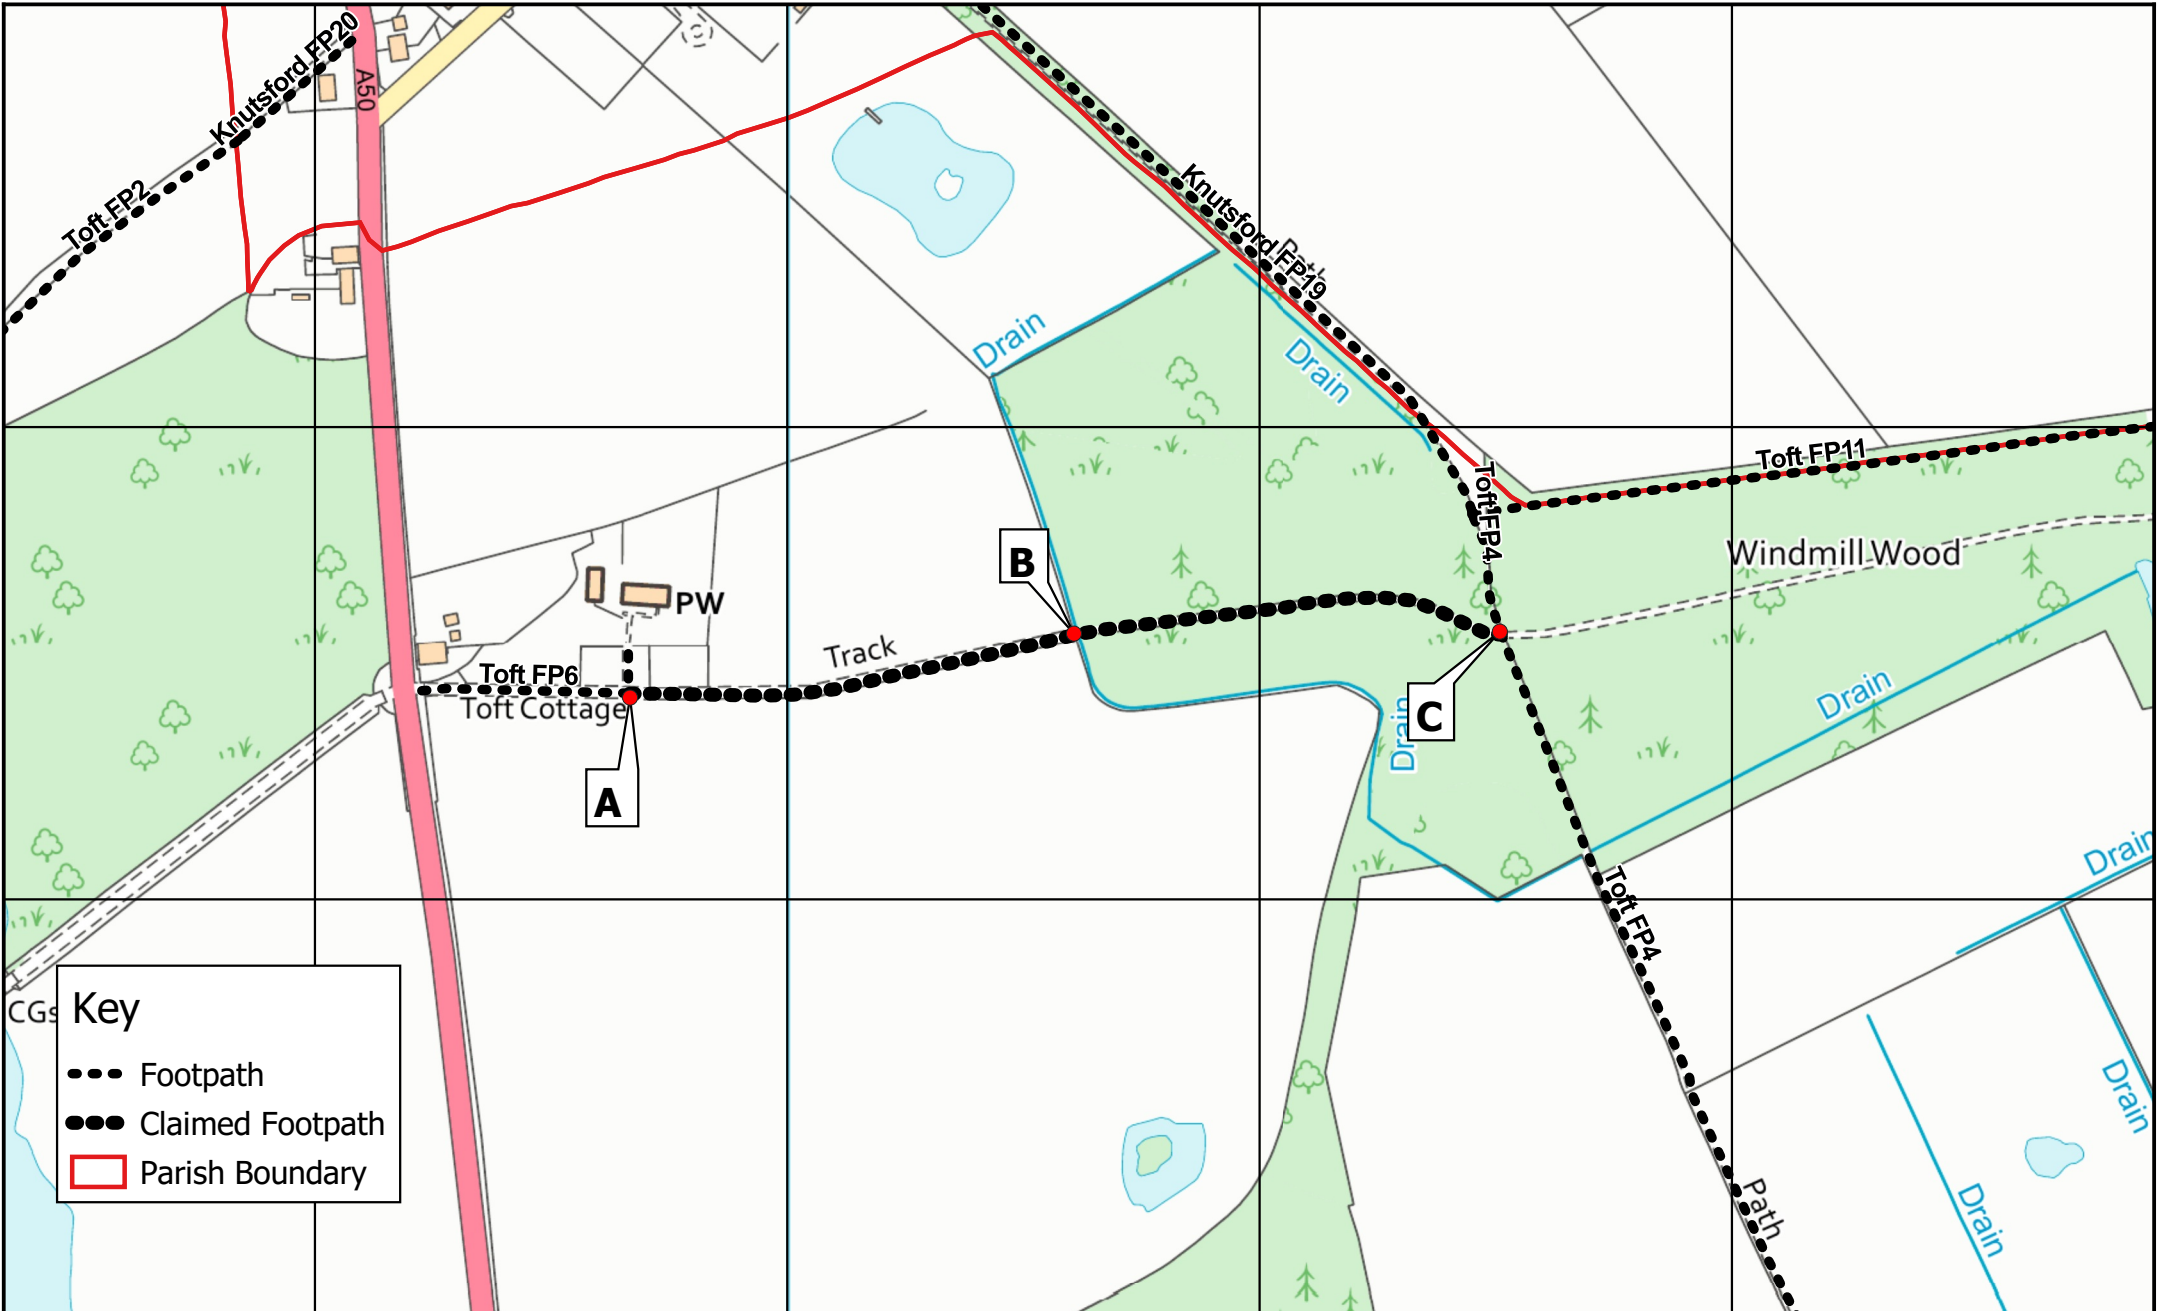 Knutsford FP20
A50
Toft FP2
Knutsford FP19
Path
Drain
Drain
Toft FP11
Toft FP4
Windmill Wood
B
PW
Track
Toft FP6
Toft Cottage
Drain
Drain
C
A
Drain
Toft FP4
CGs
Key
Footpath
Claimed Footpath
Parish Boundary
Drain
Path
Drain